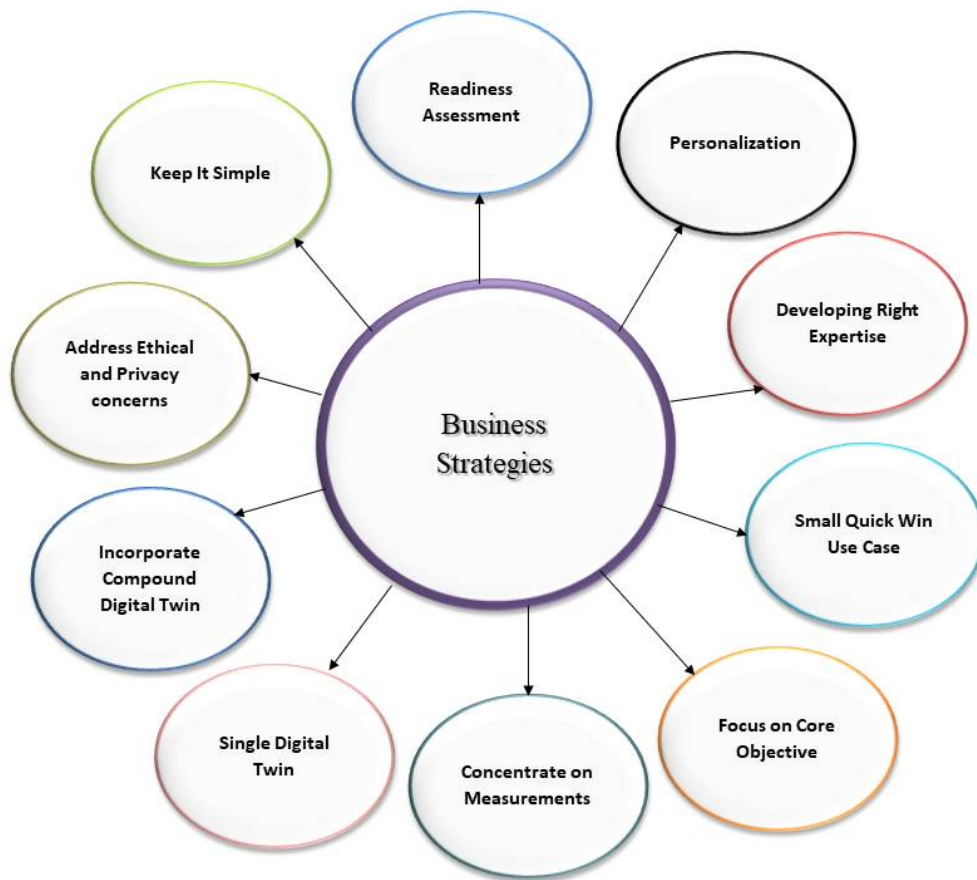 Readiness
Assessment
Personalization
Keep It Simple
Developing Right
Expertise
Address Ethical
and Privacy
concerns
Business
Strategies
Small Quick Win
Use Case
Incorporate
Compound
Digital Twin
Focus on Core
Objective
Single Digital
Twin
Concentrate on
Measurements